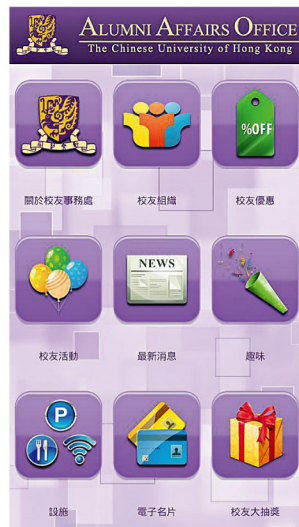 ALUMNI AFFAIRS OFFICE
The Chinese University of Hong Kong
%OFF
關於校友事務處
校友組織
校友優惠
NEWS
校友活動
最新消息
趣味
P
設施
電子名片
校友大抽獎